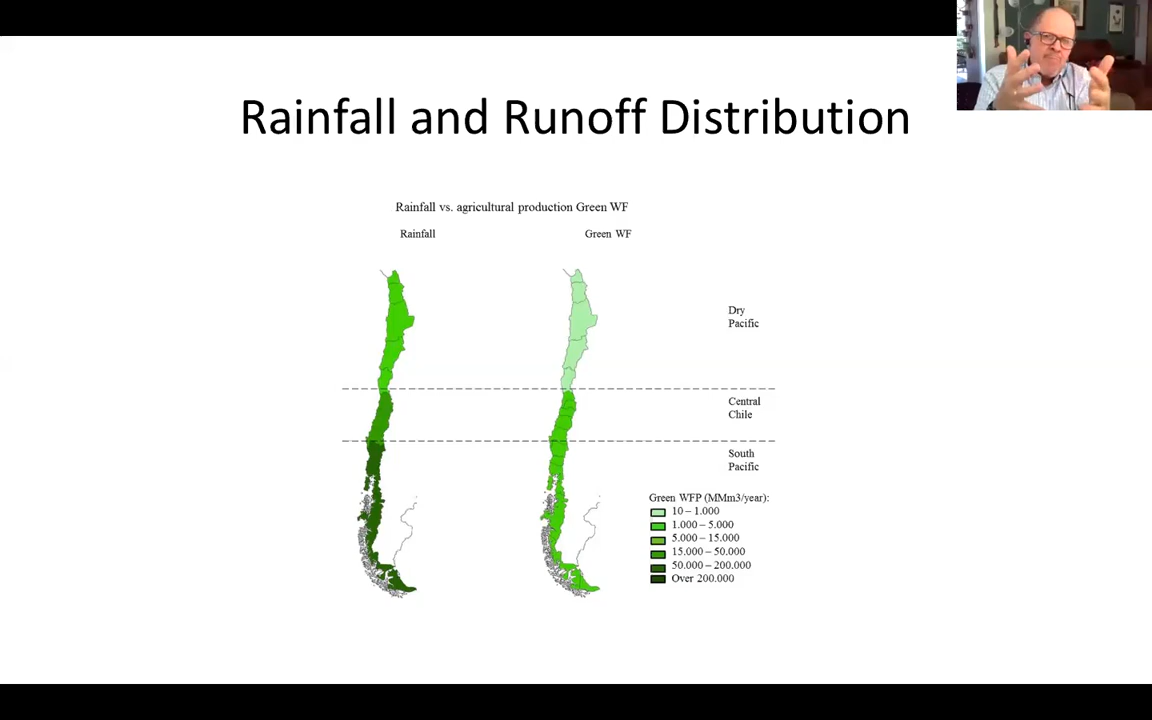 Rainfall and Runoff Distribution
Rainfall vs. agricultural production Green WF
Rainfall
Green WF
Dry
Pacific
Central
Chile
South
Pacific
Green WFP (MMm3/year):
10 – 1.000
1.000 – 5.000
5.000 – 15.000
15.000 – 50.000
50.000 – 200.000
Over 200.000